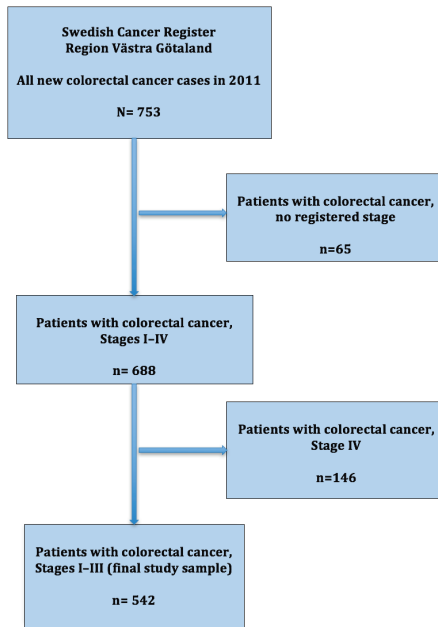 Swedish Cancer Register
Region Västra Götaland
All new colorectal cancer cases in 2011
N= 753
Patients with colorectal cancer,
no registered stage
n=65
Patients with colorectal cancer,
Stages I–IV
n= 688
Patients with colorectal cancer,
Stage IV
n=146
Patients with colorectal cancer,
Stages I–III (final study sample)
n= 542